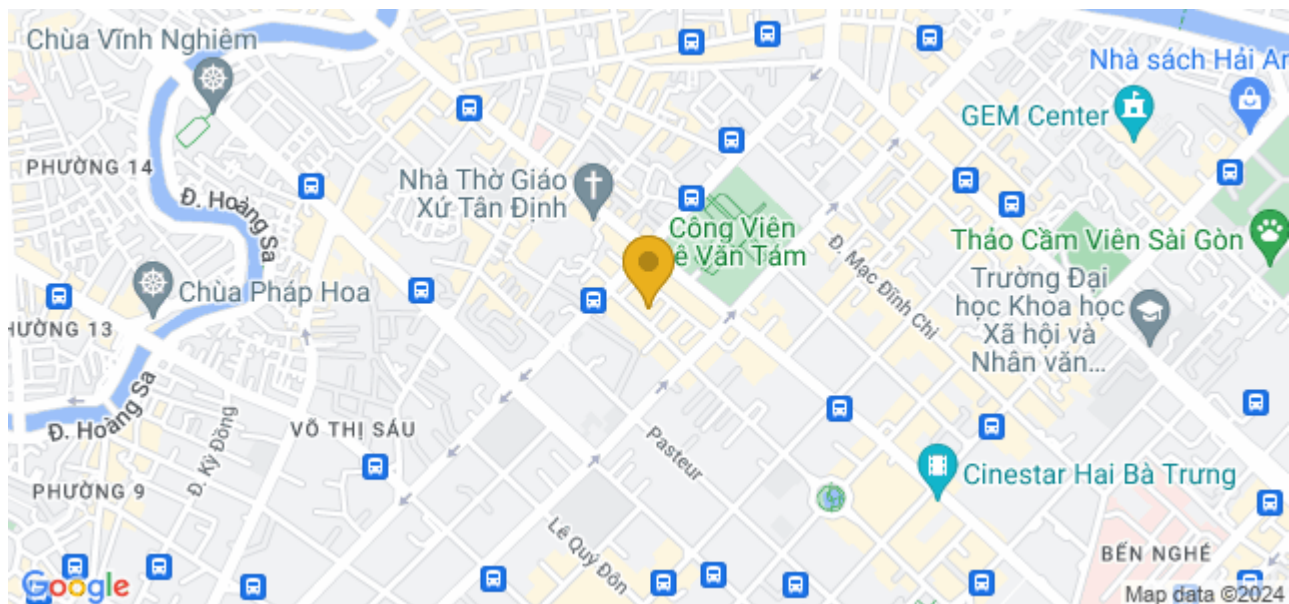 Chùa Vĩnh Nghiêm
Nhà sách Hải An
GEM Center
PHƯỜNG 14
Nhà Thờ Giáo
Xứ Tân Định
Đ. Hoàng Sa
Công Viên
ê Văn Tám
Đ. Mạc Đĩnh Chi
Thảo Cầm Viên Sài Gòn
Trường Đại
học Khoa học
Xã hội và
Nhân văn...
Chùa Pháp Hoa
HƯỜNG 13
Đ. Hoàng Sa
Đ. Kỳ Đồng
VÕ THỊ SÁU
Pasteur
Cinestar Hai Bà Trưng
PHƯỜNG 9
Lê Quý Đôn
BẾN NGHÉ
Google
Map data ©2024